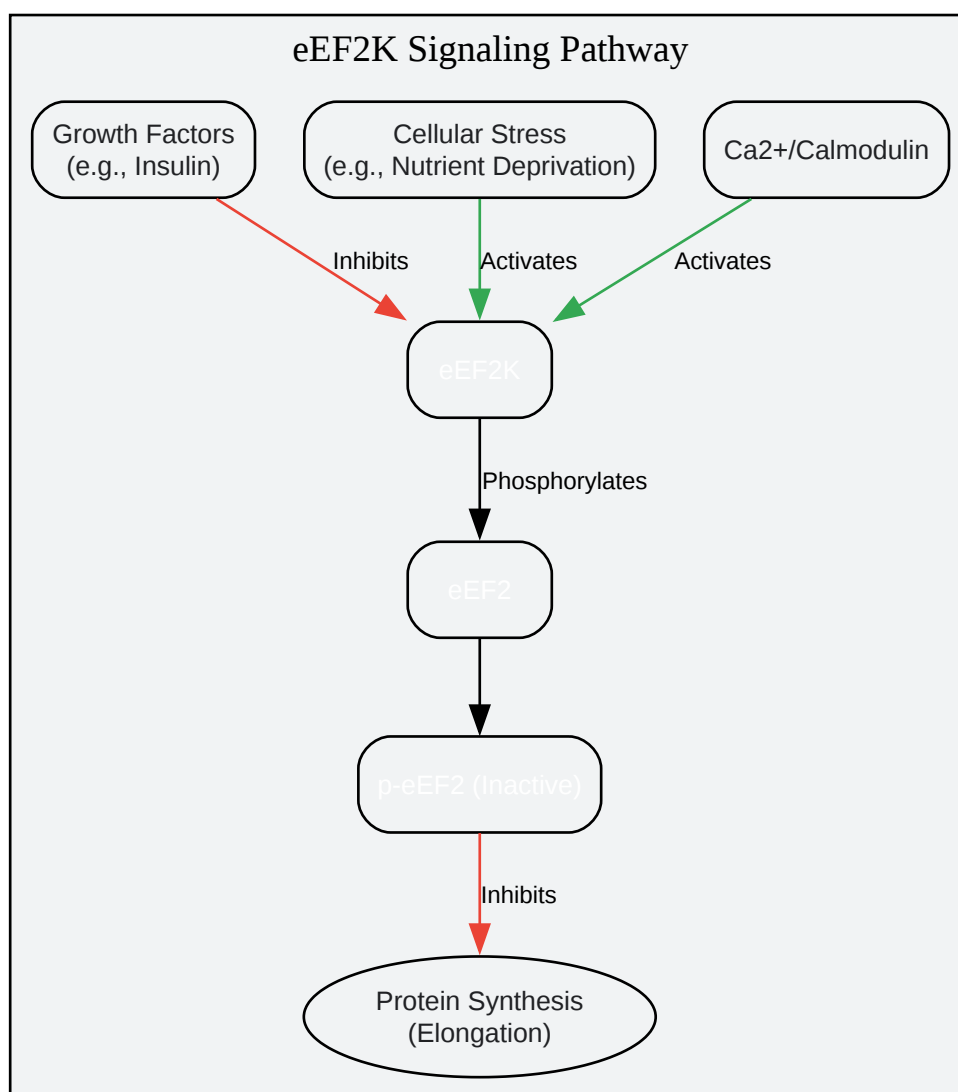 eEF2K Signaling Pathway
Growth Factors
(e.g., Insulin)
Cellular Stress
(e.g., Nutrient Deprivation)
Ca2+/Calmodulin
Inhibits
Activates
Activates
eEF2K
Phosphorylates
eEF2
p-eEF2 (Inactive)
Inhibits
Protein Synthesis
(Elongation)